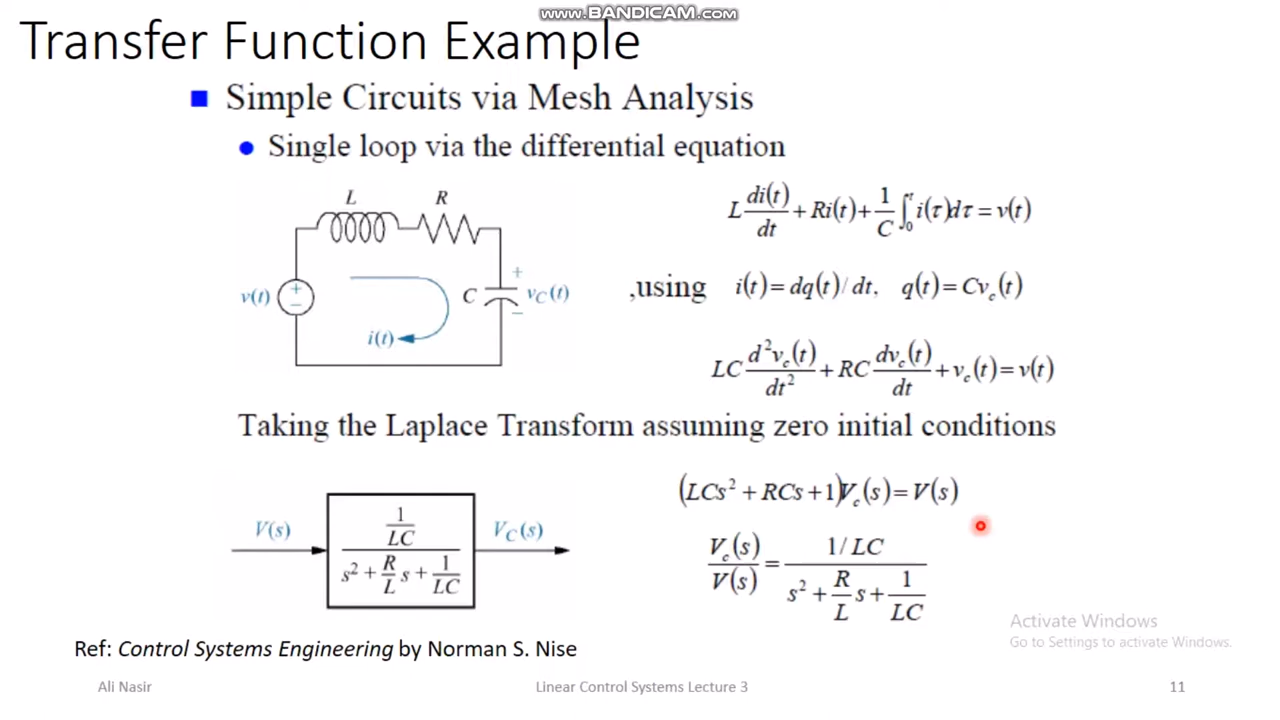 www.BANDICAM.com
Transfer Function Example
Simple Circuits via Mesh Analysis
Single loop via the differential equation
L R
v(t) + − C + vC(t) −
i(t)
L di(t)/dt + Ri(t) + 1/C ∫₀ᵗ i(τ)dτ = v(t)
,using i(t) = dq(t)/dt, q(t) = Cvc(t)
LC d²vc(t)/dt² + RC dvc(t)/dt + vc(t) = v(t)
Taking the Laplace Transform assuming zero initial conditions
V(s) (1/LC)/(s² + R/L s + 1/LC) VC(s)
(LCs² + RCs + 1)Vc(s) = V(s)
Vc(s)/V(s) = (1/LC)/(s² + R/L s + 1/LC)
Activate Windows
Go to Settings to activate Windows.
Ref: Control Systems Engineering by Norman S. Nise
Ali Nasir Linear Control Systems Lecture 3 11